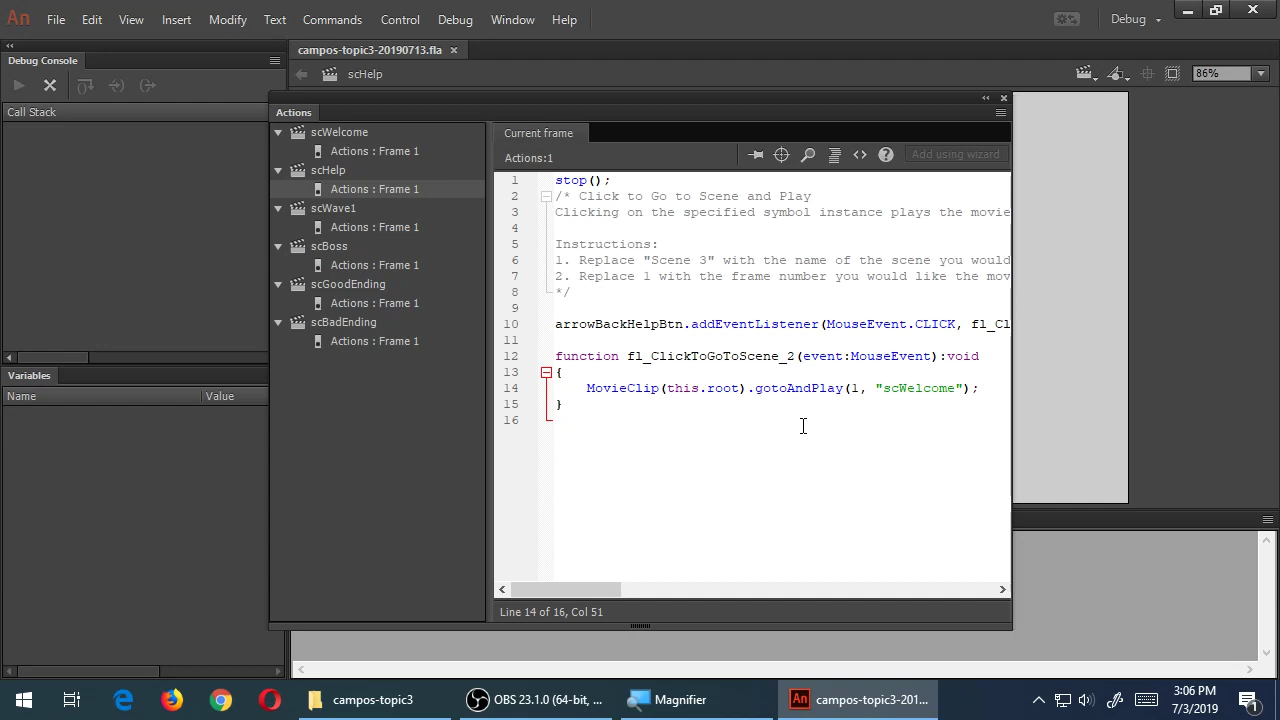 An File Edit View Insert Modify Text Commands Control Debug Window Help Debug
campos-topic3-20190713.fla
Debug Console
scHelp 86%
Call Stack
Variables
Name Value
Actions
scWelcome
Actions : Frame 1
scHelp
Actions : Frame 1
scWave1
Actions : Frame 1
scBoss
Actions : Frame 1
scGoodEnding
Actions : Frame 1
scBadEnding
Actions : Frame 1
Current frame
Actions:1 Add using wizard
1 stop();
2 /* Click to Go to Scene and Play
3 Clicking on the specified symbol instance plays the movie
4
5 Instructions:
6 1. Replace "Scene 3" with the name of the scene you would
7 2. Replace 1 with the frame number you would like the mov
8 */
9
10 arrowBackHelpBtn.addEventListener(MouseEvent.CLICK, fl_Cl
11
12 function fl_ClickToGoToScene_2(event:MouseEvent):void
13 {
14 MovieClip(this.root).gotoAndPlay(1, "scWelcome");
15 }
16
Line 14 of 16, Col 51
campos-topic3 OBS 23.1.0 (64-bit, ... Magnifier An campos-topic3-201...
3:06 PM
7/3/2019
1